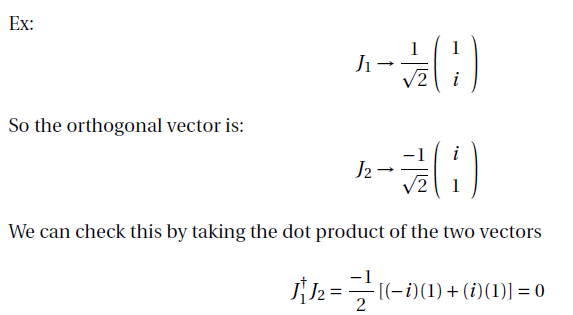 Ex:
J₁ → 1/√2 ( 1 i )
So the orthogonal vector is:
J₂ → −1/√2 ( i 1 )
We can check this by taking the dot product of the two vectors
J₁†J₂ = −1/2 [(−i)(1) + (i)(1)] = 0